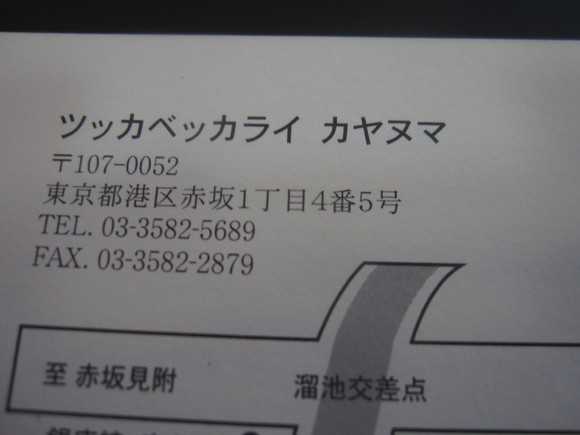 ツッカベッカライ カヤヌマ
〒107-0052
東京都港区赤坂1丁目4番5号
TEL. 03-3582-5689
FAX. 03-3582-2879
至 赤坂見附
溜池交差点